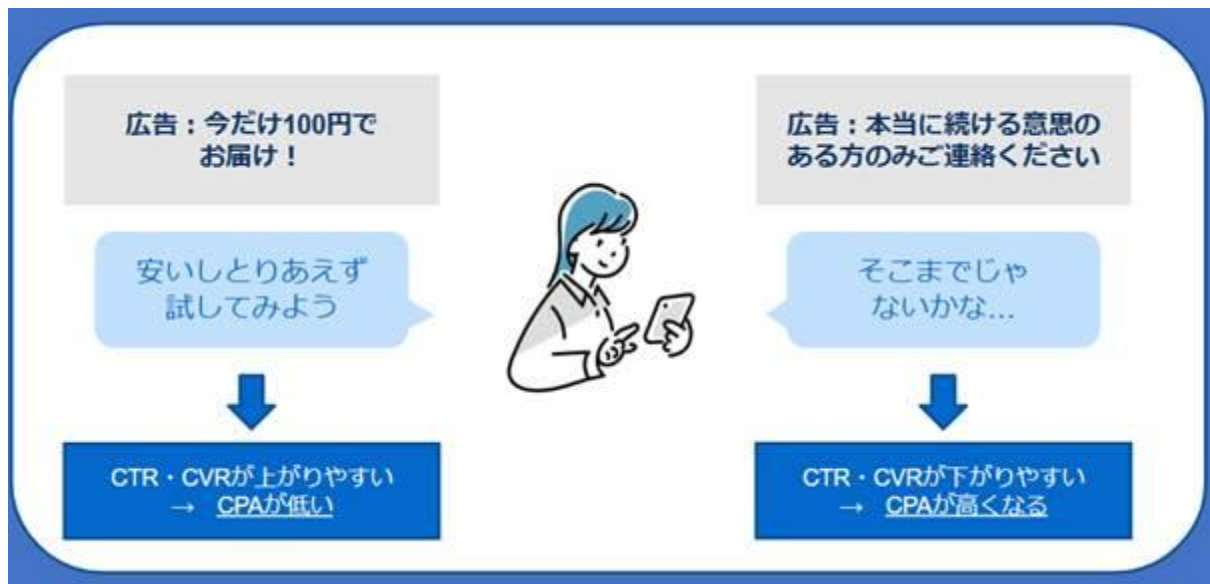 広告：今だけ100円で
お届け！
安いしとりあえず
試してみよう
CTR・CVRが上がりやすい
→ CPAが低い
広告：本当に続ける意思の
ある方のみご連絡ください
そこまでじゃ
ないかな…
CTR・CVRが下がりやすい
→ CPAが高くなる